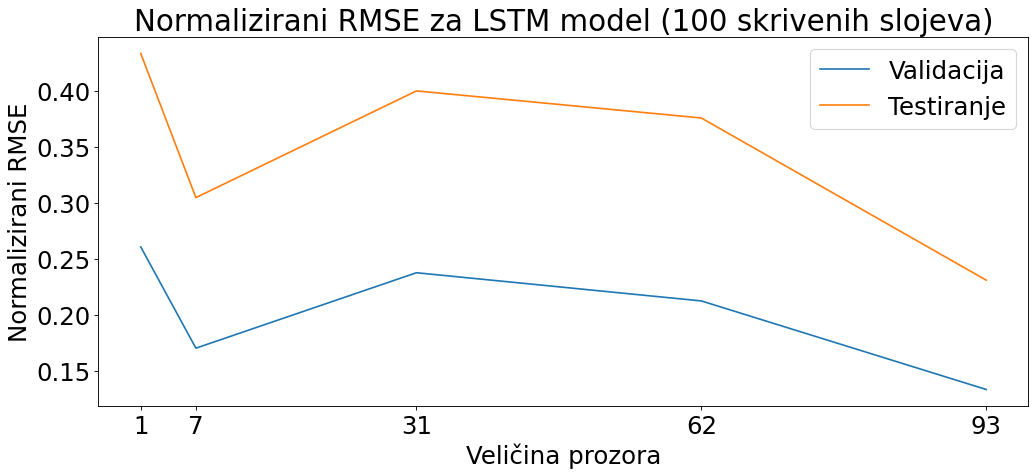 Normalizirani RMSE za LSTM model (100 skrivenih slojeva)
Validacija
Testiranje
Normalizirani RMSE
0.40
0.35
0.30
0.25
0.20
0.15
1 7 31 62 93
Veličina prozora